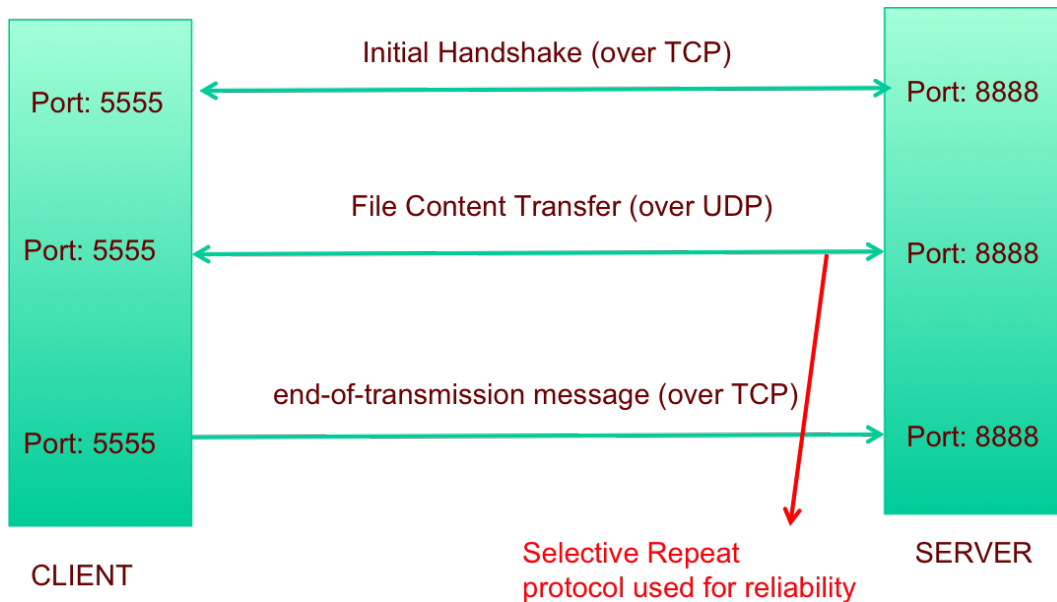 Initial Handshake (over TCP)
Port: 5555
Port: 8888
File Content Transfer (over UDP)
Port: 5555
Port: 8888
end-of-transmission message (over TCP)
Port: 5555
Port: 8888
Selective Repeat
protocol used for reliability
CLIENT
SERVER